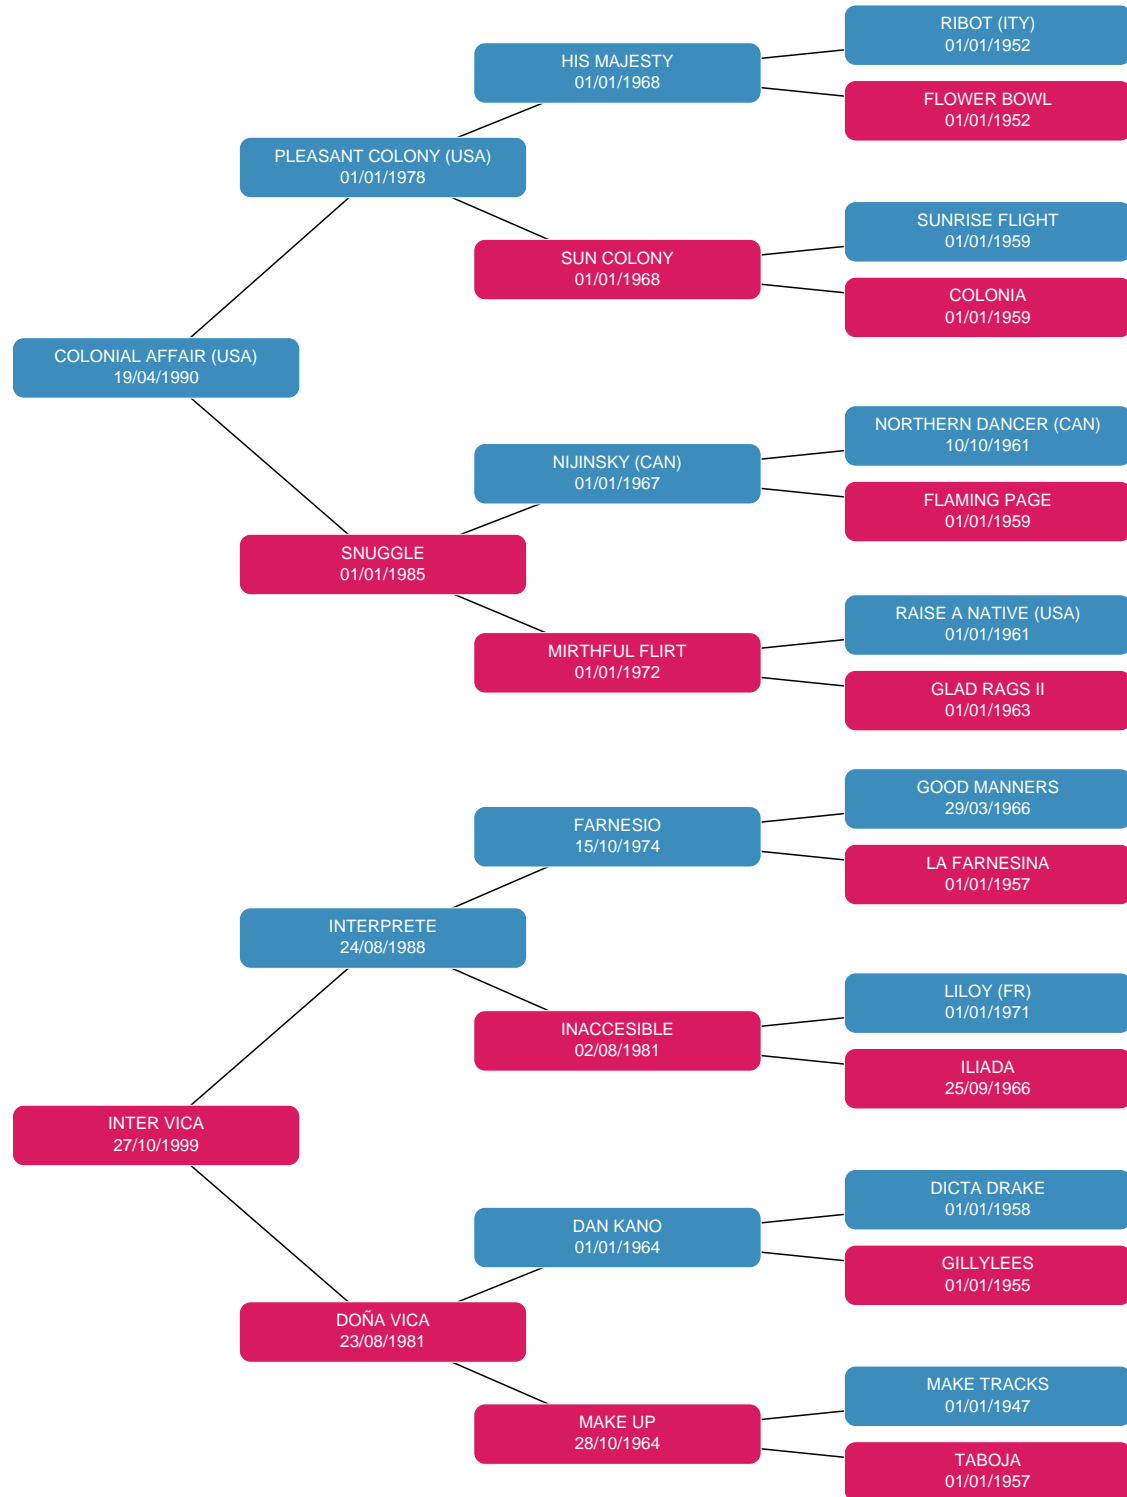 RIBOT (ITY)
01/01/1952
HIS MAJESTY
01/01/1968
FLOWER BOWL
01/01/1952
PLEASANT COLONY (USA)
01/01/1978
SUNRISE FLIGHT
01/01/1959
SUN COLONY
01/01/1968
COLONIA
01/01/1959
COLONIAL AFFAIR (USA)
19/04/1990
NORTHERN DANCER (CAN)
10/10/1961
NIJINSKY (CAN)
01/01/1967
FLAMING PAGE
01/01/1959
SNUGGLE
01/01/1985
RAISE A NATIVE (USA)
01/01/1961
MIRTHFUL FLIRT
01/01/1972
GLAD RAGS II
01/01/1963
GOOD MANNERS
29/03/1966
FARNESIO
15/10/1974
LA FARNESINA
01/01/1957
INTERPRETE
24/08/1988
LILOY (FR)
01/01/1971
INACCESIBLE
02/08/1981
ILIADA
25/09/1966
INTER VICA
27/10/1999
DICTA DRAKE
01/01/1958
DAN KANO
01/01/1964
GILLYLEES
01/01/1955
DOÑA VICA
23/08/1981
MAKE TRACKS
01/01/1947
MAKE UP
28/10/1964
TABOJA
01/01/1957